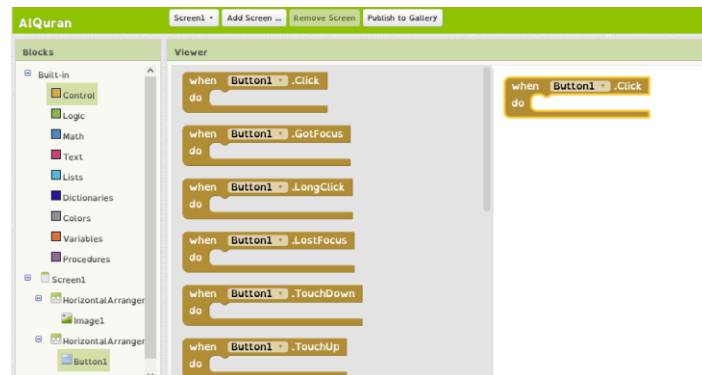 AlQuran
Screen1 Add Screen ... Remove Screen Publish to Gallery
Blocks
Viewer
Built-in
Control
Logic
Math
Text
Lists
Dictionaries
Colors
Variables
Procedures
Screen1
HorizontalArranger
Image1
HorizontalArranger
Button1
when Button1 .Click
do
when Button1 .GotFocus
do
when Button1 .LongClick
do
when Button1 .LostFocus
do
when Button1 .TouchDown
do
when Button1 .TouchUp
do
when Button1 .Click
do